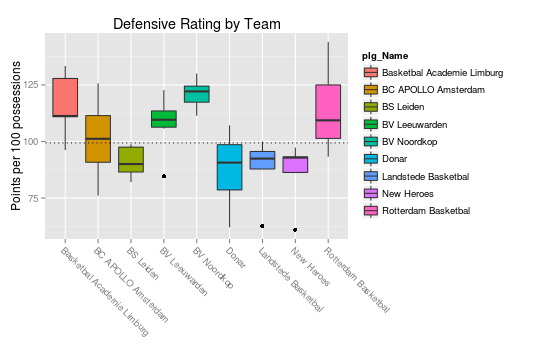 Defensive Rating by Team
Points per 100 possessions
125
100
75
Basketbal Academie Limburg
BC APOLLO Amsterdam
BS Leiden
BV Leeuwarden
BV Noordkop
Donar
Landstede Basketbal
New Heroes
Rotterdam Basketbal
plg_Name
Basketbal Academie Limburg
BC APOLLO Amsterdam
BS Leiden
BV Leeuwarden
BV Noordkop
Donar
Landstede Basketbal
New Heroes
Rotterdam Basketbal